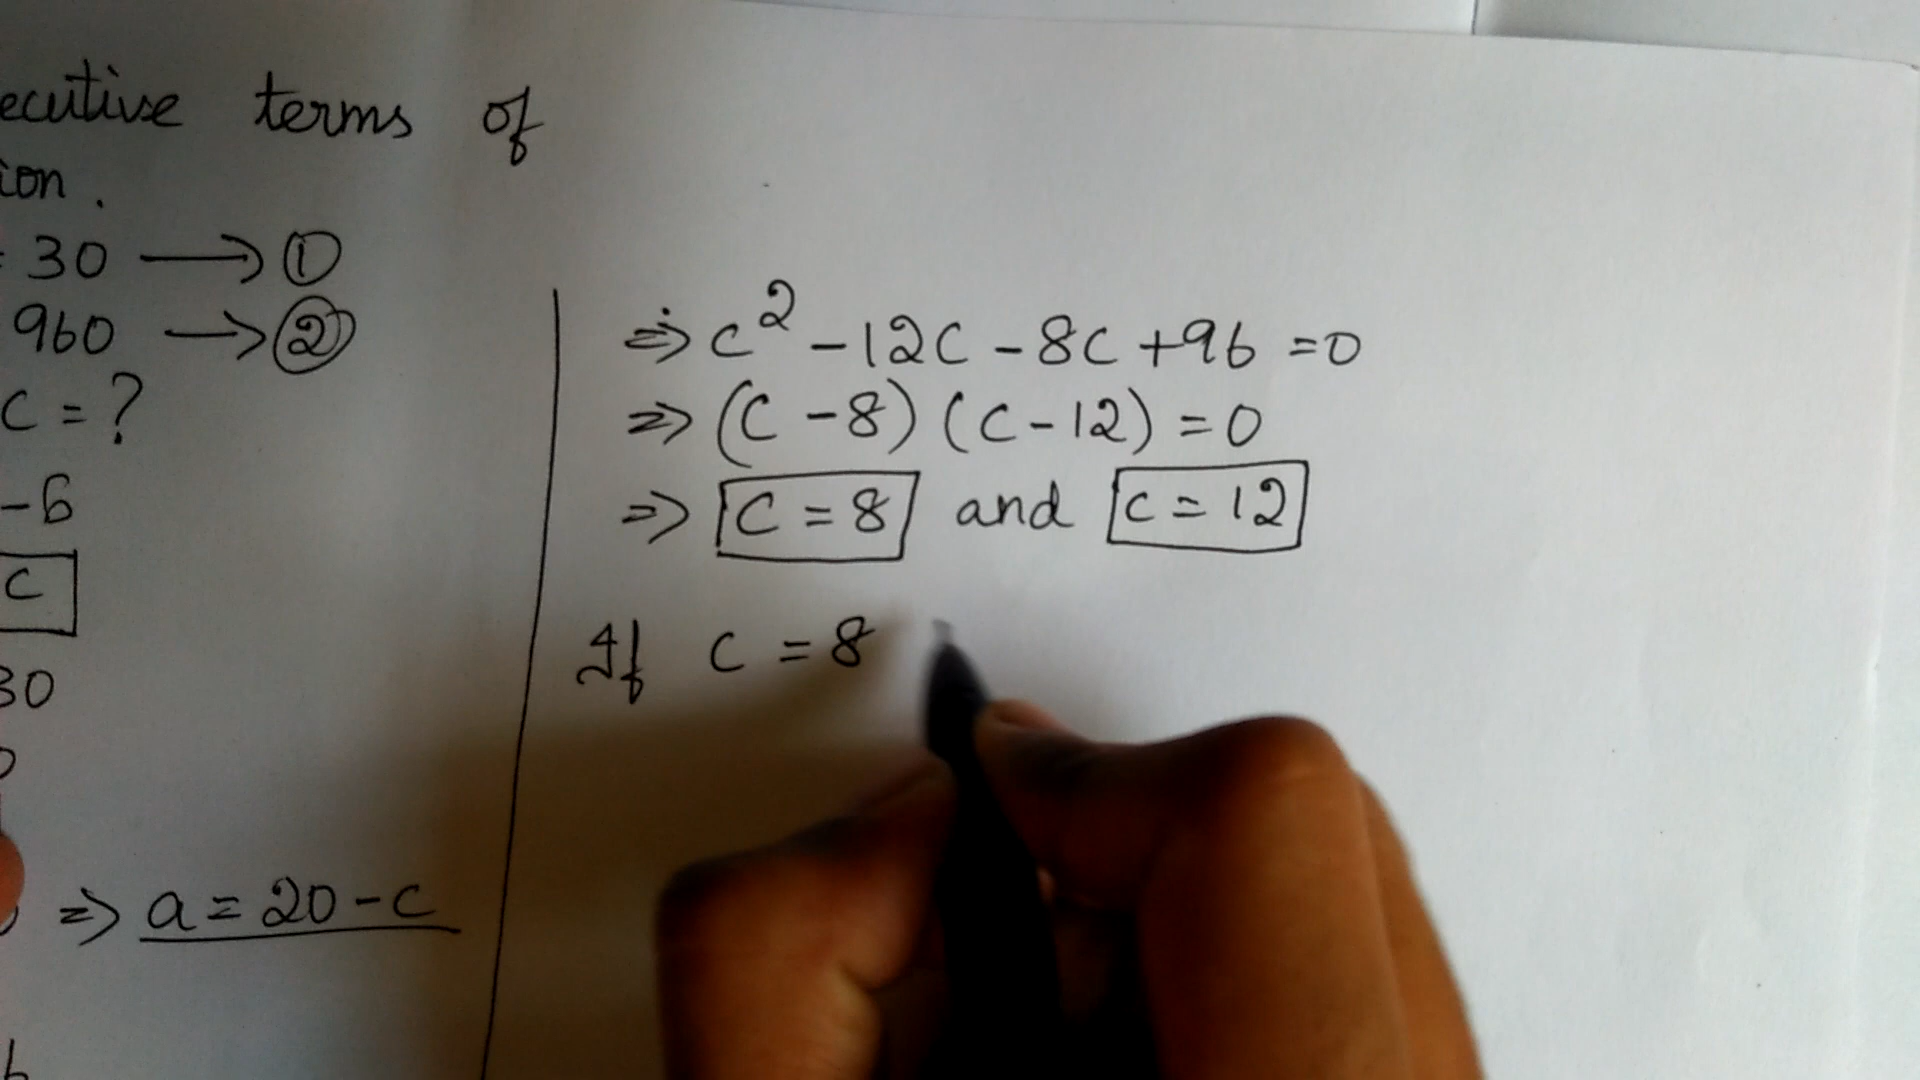 ecutive terms of
ion.
= 30 → ①
960 → ②
C = ?
-6
C
30
⇒ a = 20 - c
b
⇒ c² - 12c - 8c + 96 = 0
⇒ (c - 8) (c - 12) = 0
⇒ c = 8 and c = 12
If c = 8